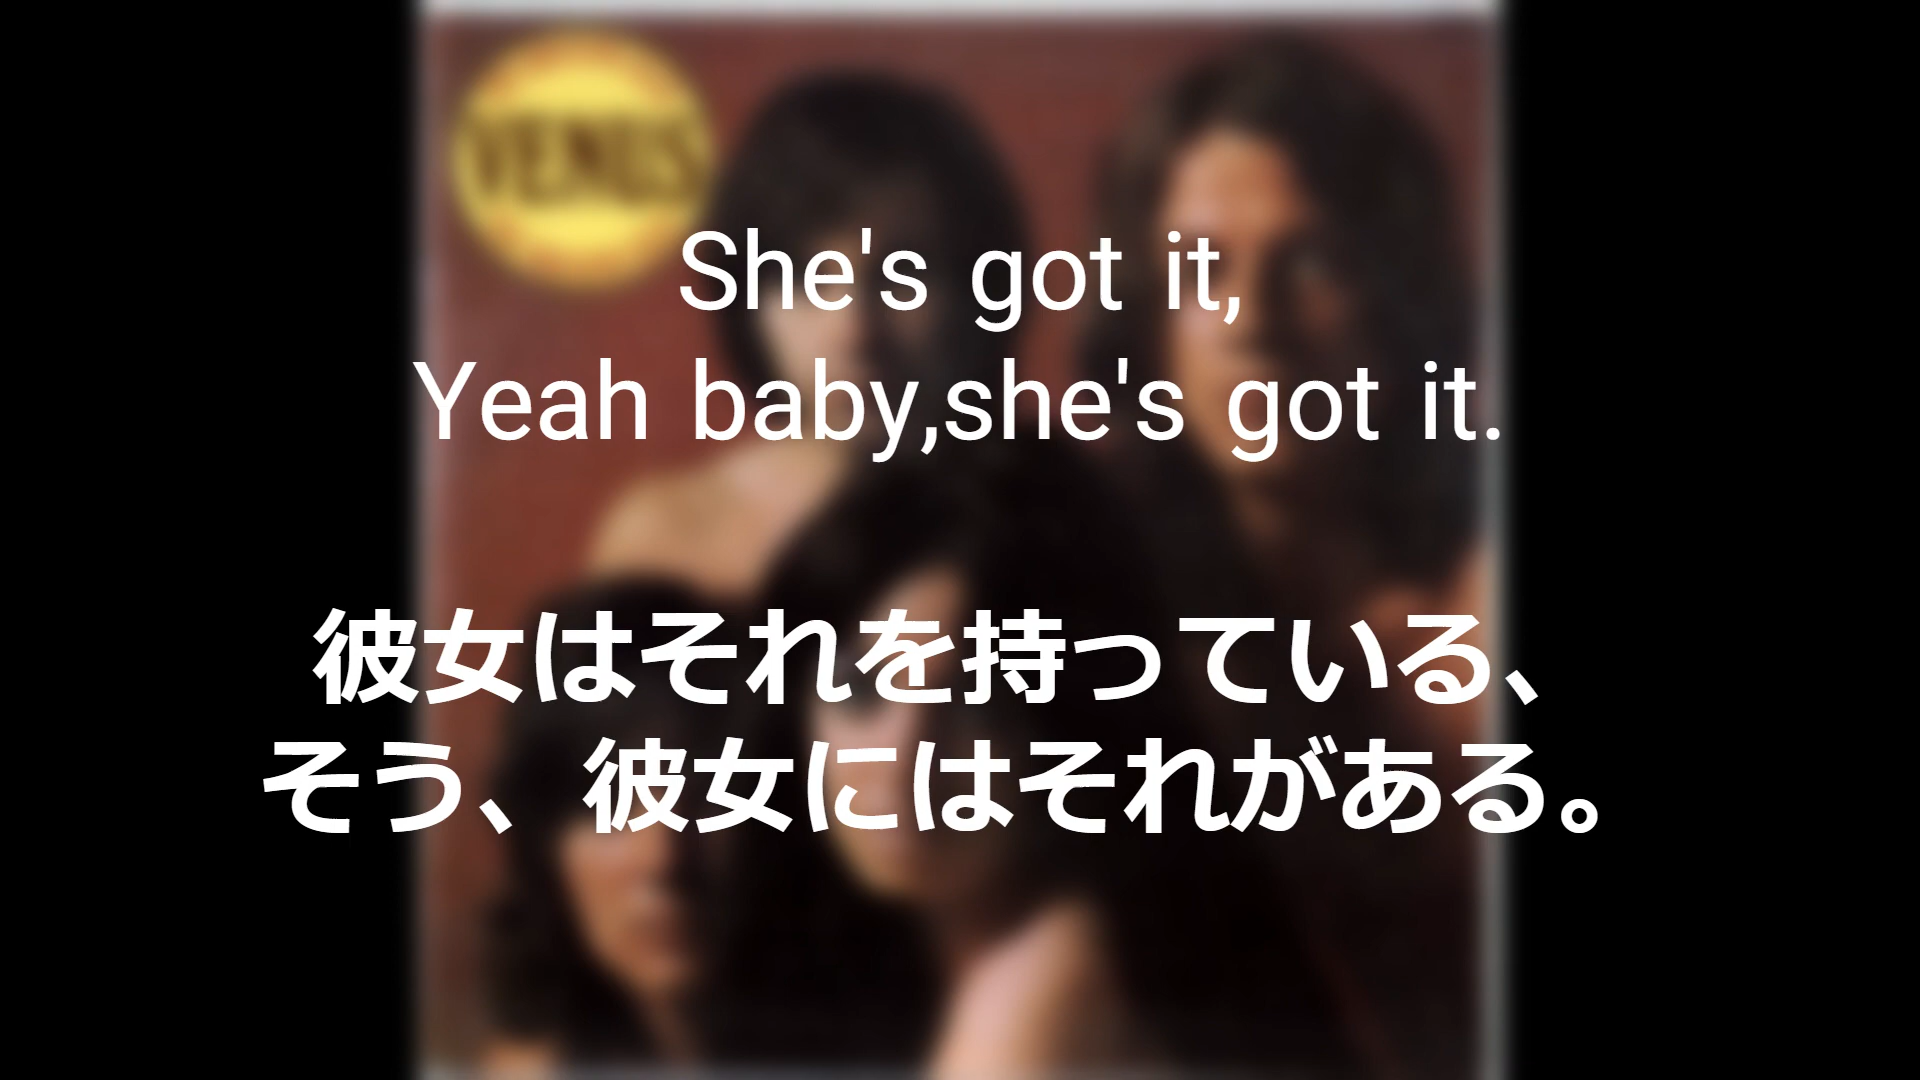 VENUS
She's got it,
Yeah baby,she's got it.
彼女はそれを持っている、
そう、彼女にはそれがある。